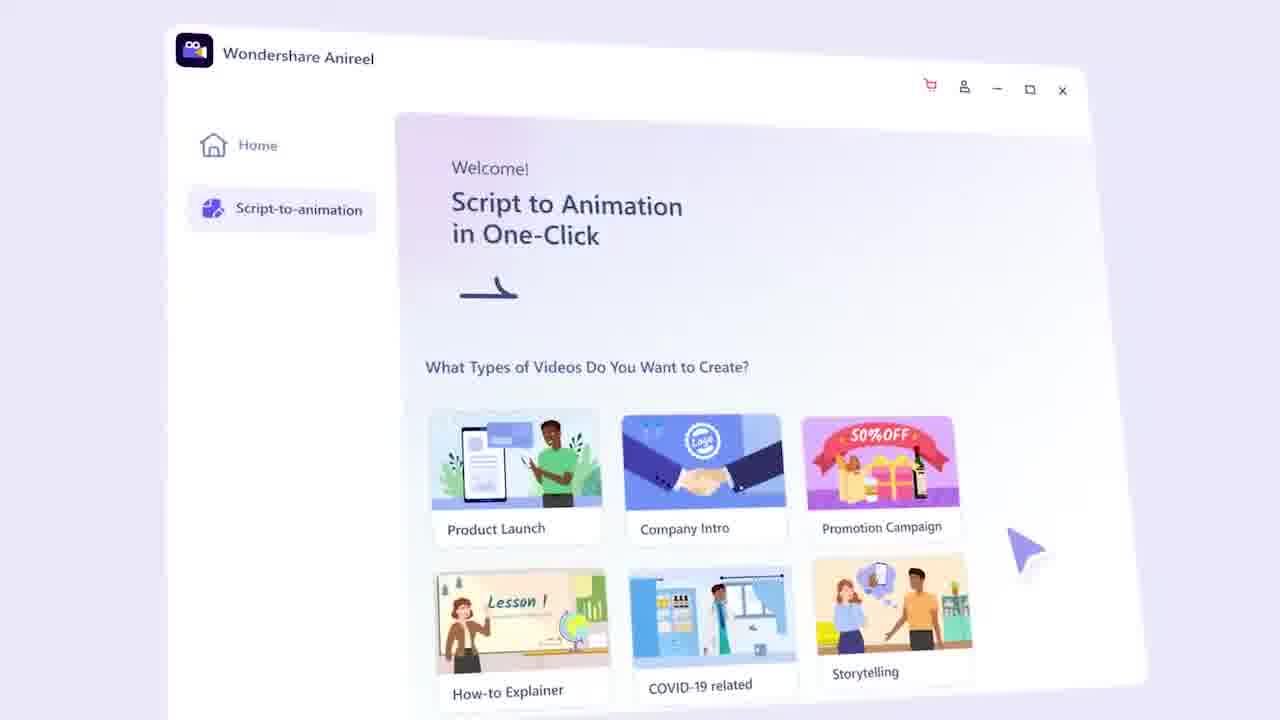 Wondershare Anireel
Home
Script-to-animation
Welcome!
Script to Animation
in One-Click
What Types of Videos Do You Want to Create?
Logo
50%OFF
Product Launch
Company Intro
Promotion Campaign
Lesson 1
How-to Explainer
COVID-19 related
Storytelling